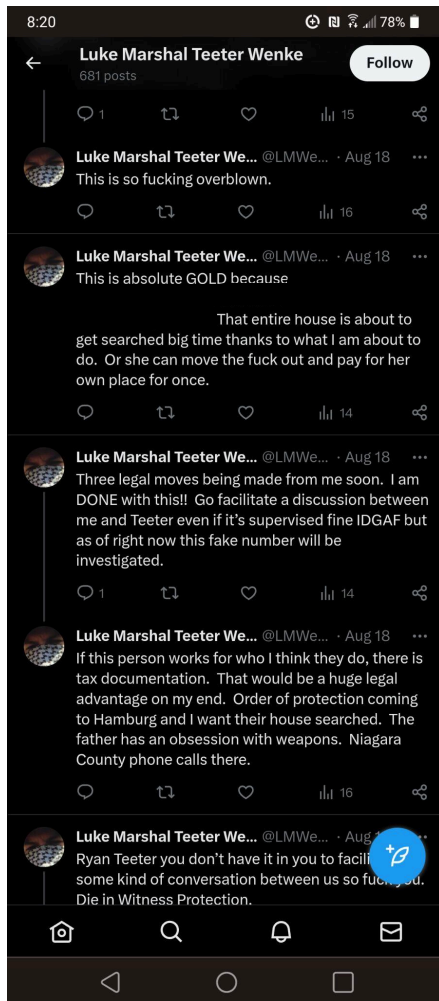 8:20
78%
Luke Marshal Teeter Wenke
681 posts
Follow
1
15
Luke Marshal Teeter We... @LMWe... · Aug 18
This is so fucking overblown.
16
Luke Marshal Teeter We... @LMWe... · Aug 18
This is absolute GOLD because
That entire house is about to
get searched big time thanks to what I am about to
do.  Or she can move the fuck out and pay for her
own place for once.
14
Luke Marshal Teeter We... @LMWe... · Aug 18
Three legal moves being made from me soon.  I am
DONE with this!!  Go facilitate a discussion between
me and Teeter even if it’s supervised fine IDGAF but
as of right now this fake number will be
investigated.
1
14
Luke Marshal Teeter We... @LMWe... · Aug 18
If this person works for who I think they do, there is
tax documentation.  That would be a huge legal
advantage on my end.  Order of protection coming
to Hamburg and I want their house searched.  The
father has an obsession with weapons.  Niagara
County phone calls there.
16
Luke Marshal Teeter We... @LMWe... · Aug
Ryan Teeter you don’t have it in you to
some kind of conversation between us so
Die in Witness Protection.